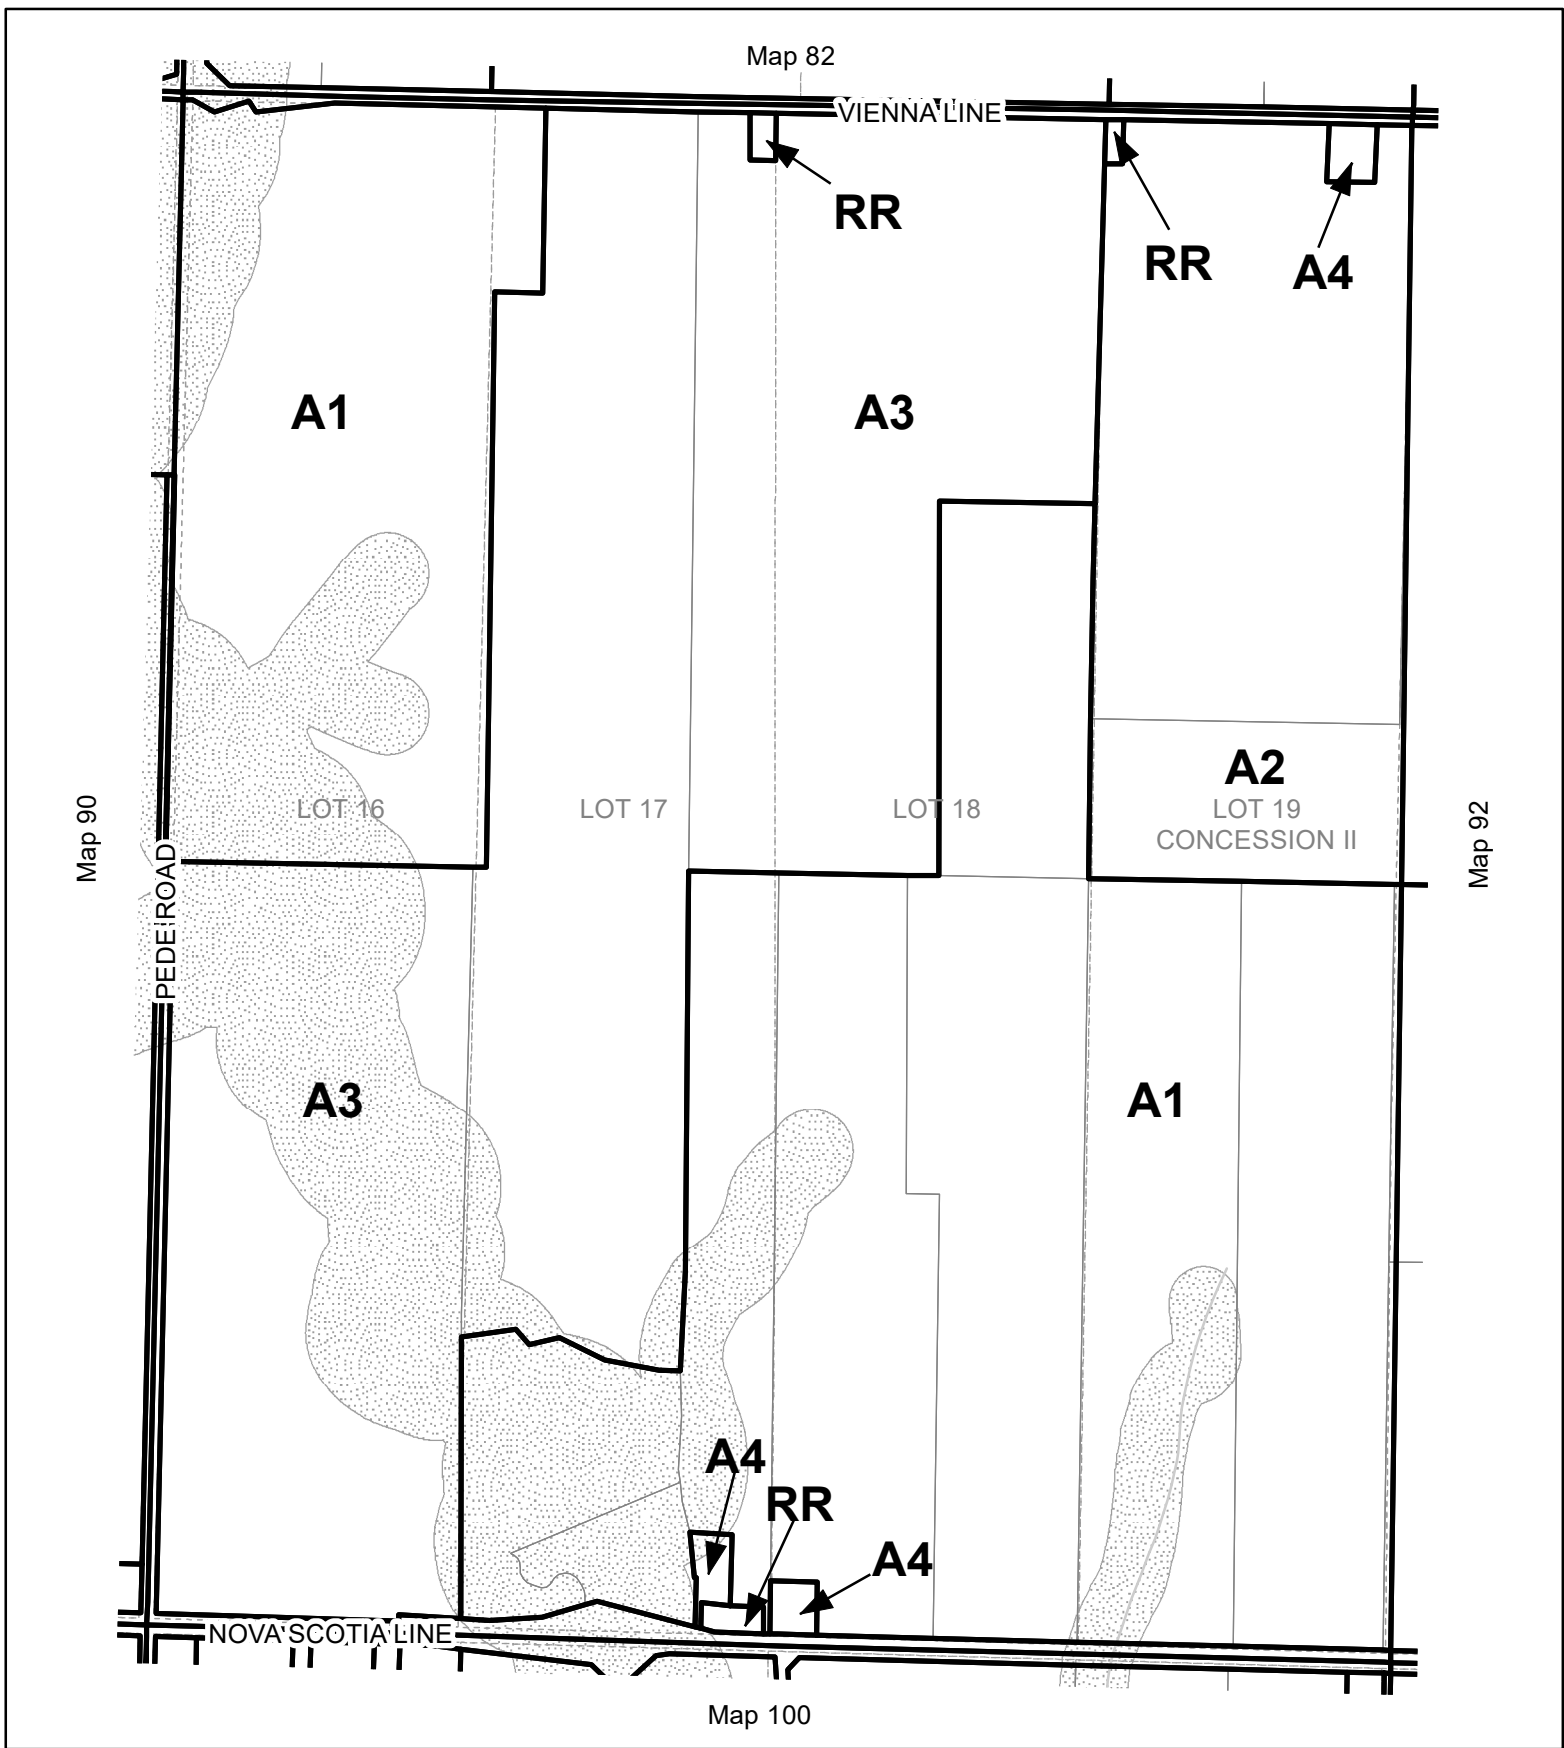 Map 82
VIENNA LINE
RR
RR
A4
A1
A3
A2
LOT 16
LOT 17
LOT 18
LOT 19
CONCESSION II
Map 90
Map 92
PEDE ROAD
A3
A1
A4
RR
A4
NOVA SCOTIA LINE
Map 100